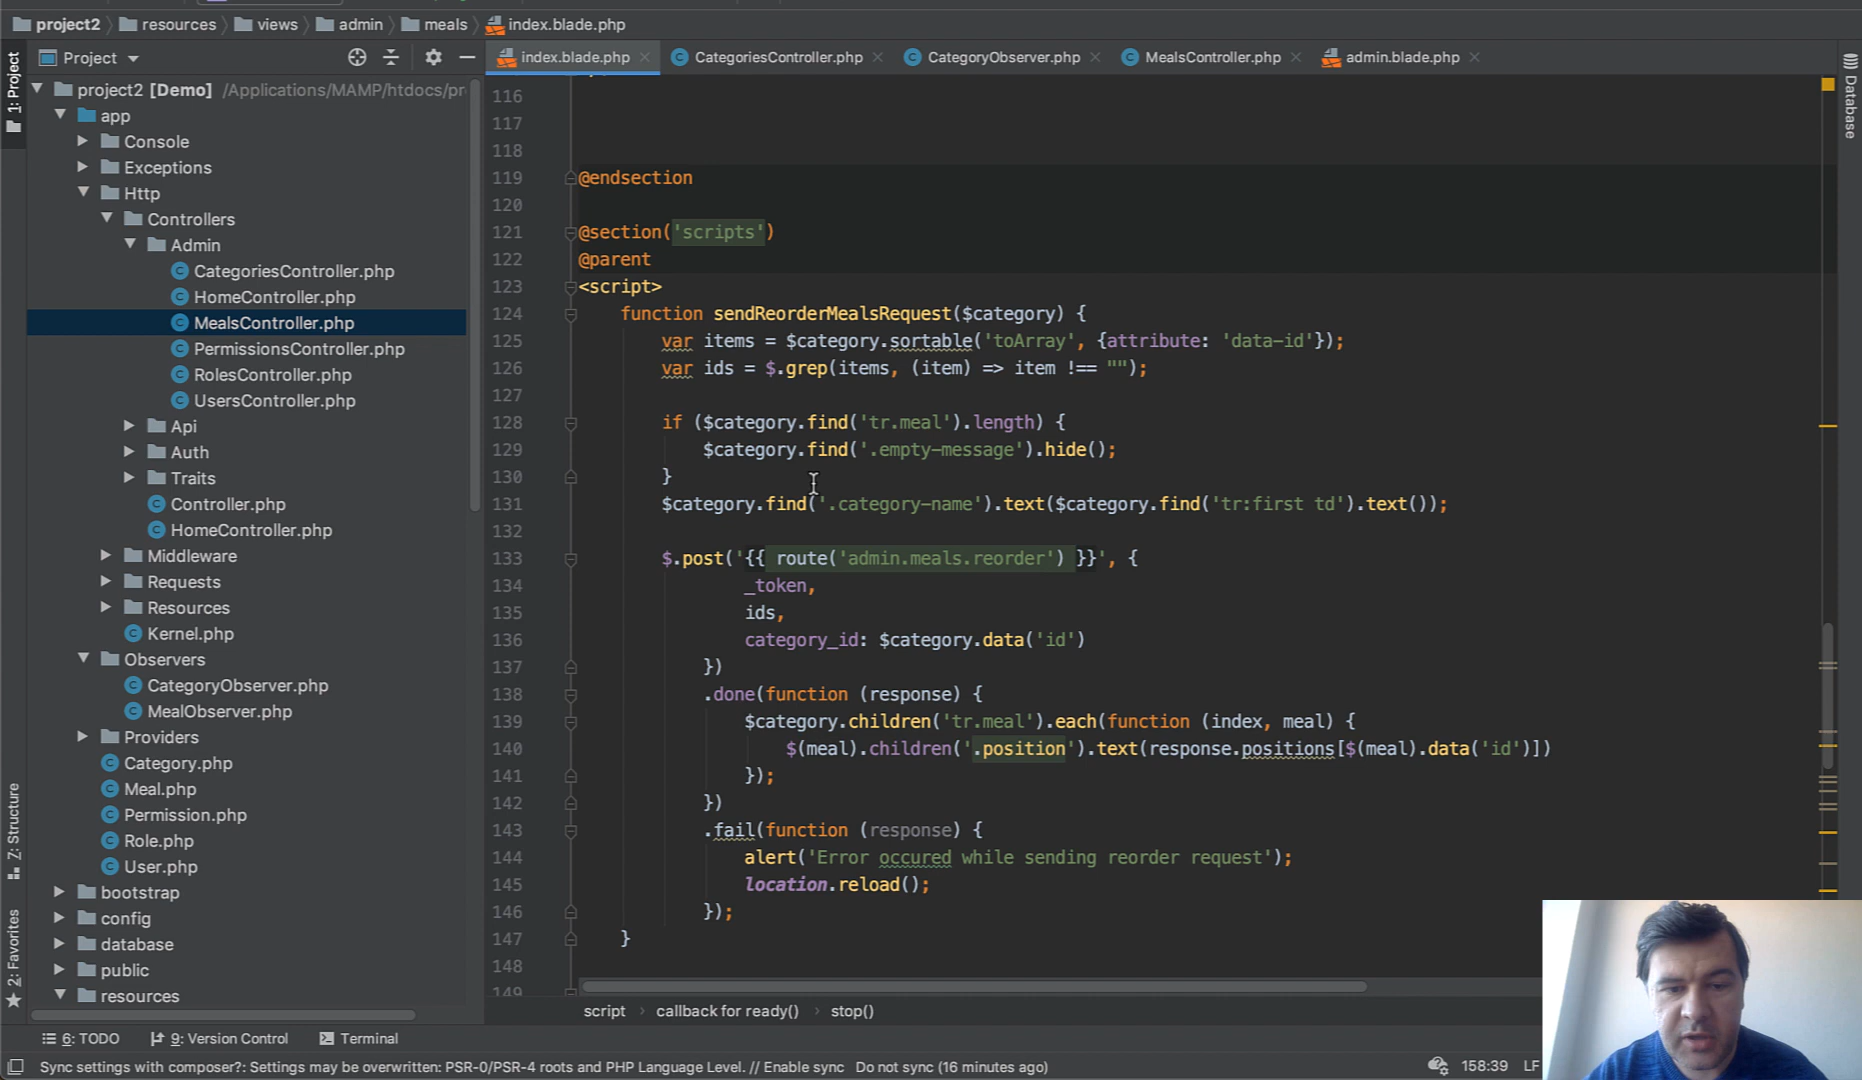 project2 resources views admin meals index.blade.php
1: Project
Project
index.blade.php CategoriesController.php CategoryObserver.php MealsController.php admin.blade.php
Database
project2 [Demo] /Applications/MAMP/htdocs/pr
app
Console
Exceptions
Http
Controllers
Admin
CategoriesController.php
HomeController.php
MealsController.php
PermissionsController.php
RolesController.php
UsersController.php
Api
Auth
Traits
Controller.php
HomeController.php
Middleware
Requests
Resources
Kernel.php
Observers
CategoryObserver.php
MealObserver.php
Providers
Category.php
Meal.php
Permission.php
Role.php
User.php
bootstrap
config
database
public
resources
Z: Structure
2: Favorites
116
117
118
119 @endsection
120
121 @section('scripts')
122 @parent
123 <script>
124 function sendReorderMealsRequest($category) {
125 var items = $category.sortable('toArray', {attribute: 'data-id'});
126 var ids = $.grep(items, (item) => item !== "");
127
128 if ($category.find('tr.meal').length) {
129 $category.find('.empty-message').hide();
130 }
131 $category.find('.category-name').text($category.find('tr:first td').text());
132
133 $.post('{{ route('admin.meals.reorder') }}', {
134 _token,
135 ids,
136 category_id: $category.data('id')
137 })
138 .done(function (response) {
139 $category.children('tr.meal').each(function (index, meal) {
140 $(meal).children('.position').text(response.positions[$(meal).data('id')])
141 });
142 })
143 .fail(function (response) {
144 alert('Error occured while sending reorder request');
145 location.reload();
146 });
147 }
148
149
script › callback for ready() › stop()
6: TODO 9: Version Control Terminal
Sync settings with composer?: Settings may be overwritten: PSR-0/PSR-4 roots and PHP Language Level. // Enable sync Do not sync (16 minutes ago) 158:39 LF